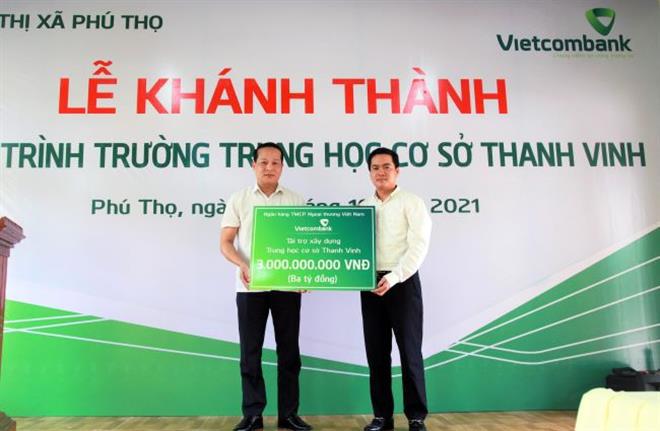 THỊ XÃ PHÚ THỌ
Vietcombank
LỄ KHÁNH THÀNH
TRÌNH TRƯỜNG TRUNG HỌC CƠ SỞ THANH VINH
Phú Thọ, ngày 2021
Ngân hàng TMCP Ngoại thương Việt Nam
Vietcombank
Tài trợ xây dựng
Trung học cơ sở Thanh Vinh
3.000.000.000 VNĐ
(Ba tỷ đồng)